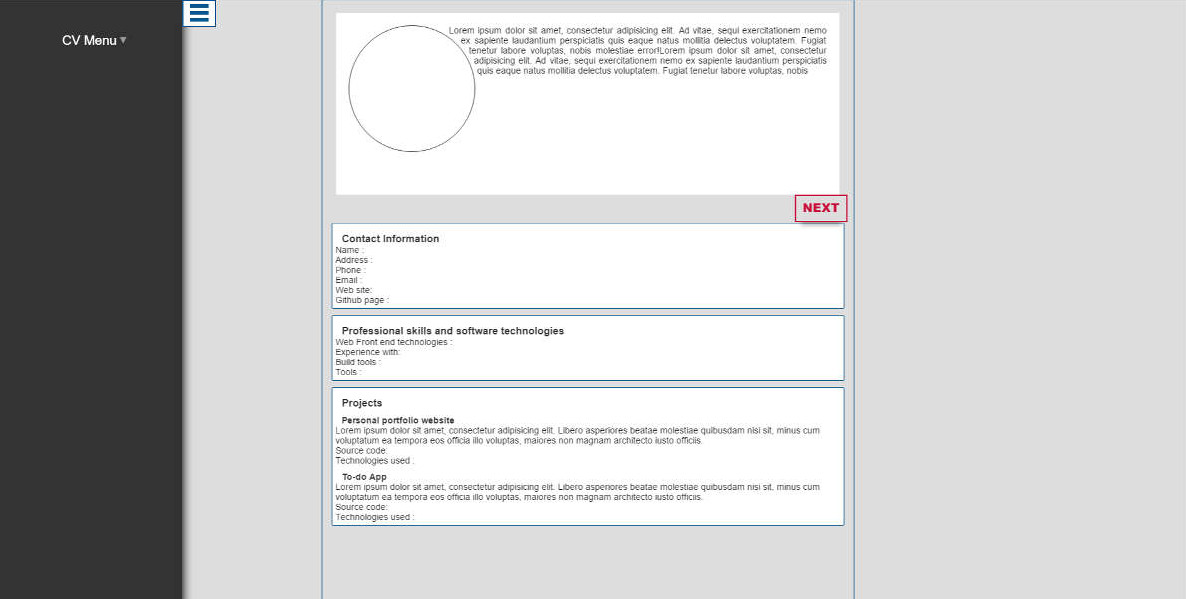 CV Menu ▾
Lorem ipsum dolor sit amet, consectetur adipisicing elit. Ad vitae, sequi exercitationem nemo
ex sapiente laudantium perspiciatis quis eaque natus mollitia delectus voluptatem. Fugiat
tenetur labore voluptas, nobis molestiae error!Lorem ipsum dolor sit amet, consectetur
adipisicing elit. Ad vitae, sequi exercitationem nemo ex sapiente laudantium perspiciatis
quis eaque natus mollitia delectus voluptatem. Fugiat tenetur labore voluptas, nobis
NEXT
Contact Information
Name :
Address :
Phone :
Email :
Web site:
Github page :
Professional skills and software technologies
Web Front end technologies :
Experience with:
Build tools :
Tools :
Projects
Personal portfolio website
Lorem ipsum dolor sit amet, consectetur adipisicing elit. Libero asperiores beatae molestiae quibusdam nisi sit, minus cum
voluptatum ea tempora eos officia illo voluptas, maiores non magnam architecto iusto officiis.
Source code:
Technologies used :
To-do App
Lorem ipsum dolor sit amet, consectetur adipisicing elit. Libero asperiores beatae molestiae quibusdam nisi sit, minus cum
voluptatum ea tempora eos officia illo voluptas, maiores non magnam architecto iusto officiis.
Source code:
Technologies used :